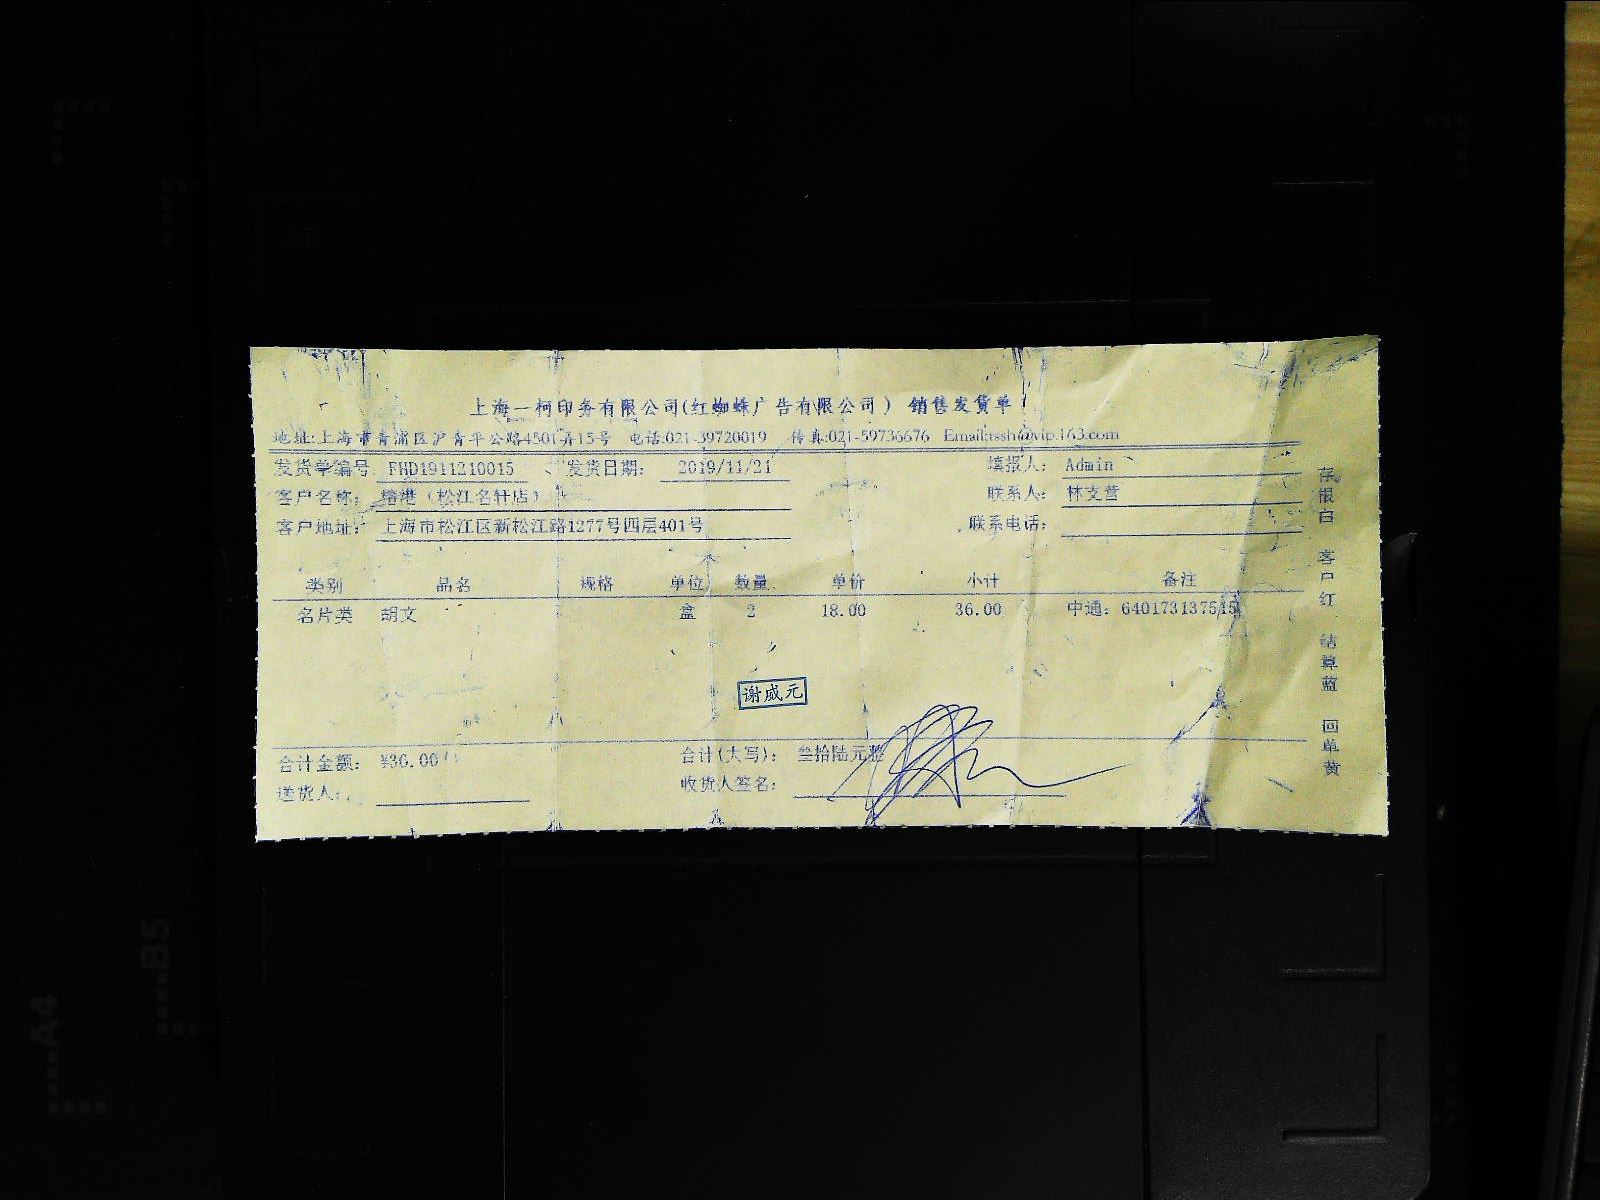 上海一柯印务有限公司(红蜘蛛广告有限公司) 销售发货单
地址:上海市青浦区沪青平公路4501弄15号 电话:021-39720019 传真:021-59736676 Email:rssh@vip.163.com
发货单编号: FHD1911210015 发货日期: 2019/11/21 填报人: Admin
客户名称: 精港(松江名轩店) 联系人: 林支营
客户地址: 上海市松江区新松江路1277号四层401号 联系电话:
类别 品名 规格 单位 数量 单价 小计 备注
名片类 胡文 盒 2 18.00 36.00 中通: 640173137515
谢成元
合计金额: ¥36.00 合计(大写): 叁拾陆元整
送货人: 收货人签名:
存根白 客户红 结算蓝 回单黄
A4
B5